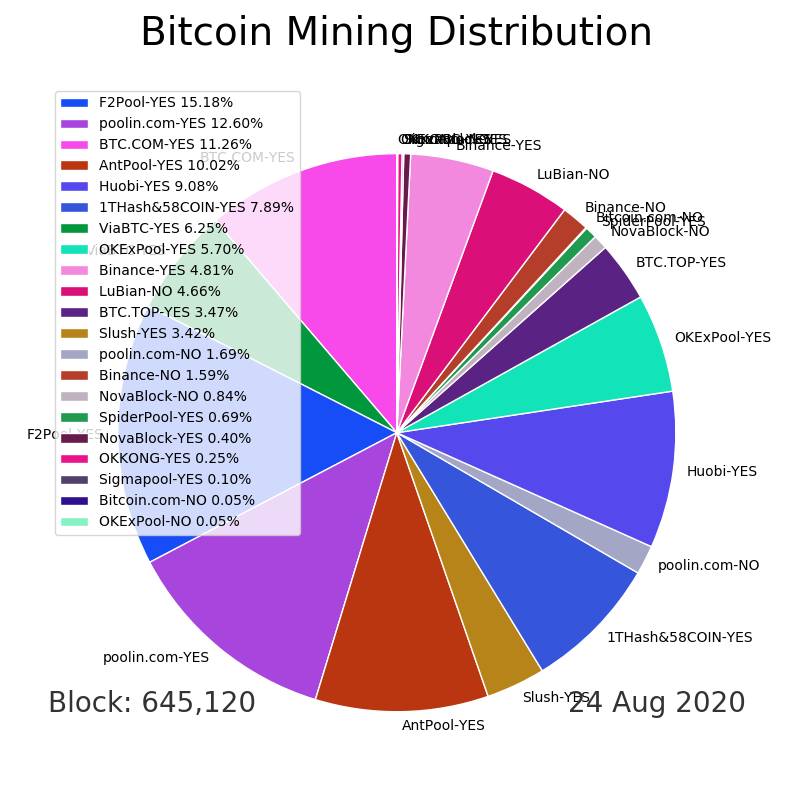 Bitcoin Mining Distribution
F2Pool-YES 15.18%
poolin.com-YES 12.60%
BTC.COM-YES 11.26%
AntPool-YES 10.02%
Huobi-YES 9.08%
1THash&58COIN-YES 7.89%
ViaBTC-YES 6.25%
OKExPool-YES 5.70%
Binance-YES 4.81%
LuBian-NO 4.66%
BTC.TOP-YES 3.47%
Slush-YES 3.42%
poolin.com-NO 1.69%
Binance-NO 1.59%
NovaBlock-NO 0.84%
SpiderPool-YES 0.69%
NovaBlock-YES 0.40%
OKKONG-YES 0.25%
Sigmapool-YES 0.10%
Bitcoin.com-NO 0.05%
OKExPool-NO 0.05%
Binance-YES
LuBian-NO
Binance-NO
Bitcoin.com-NO
SpiderPool-YES
NovaBlock-NO
BTC.TOP-YES
OKExPool-YES
Huobi-YES
poolin.com-NO
1THash&58COIN-YES
Slush-YES
AntPool-YES
poolin.com-YES
F2Pool-YES
BTC.COM-YES
Block: 645,120
24 Aug 2020